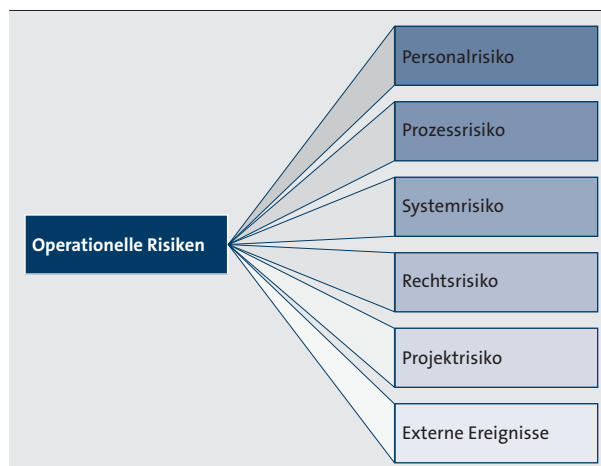 Personalrisiko
Prozessrisiko
Systemrisiko
Operationelle Risiken
Rechtsrisiko
Projektrisiko
Externe Ereignisse